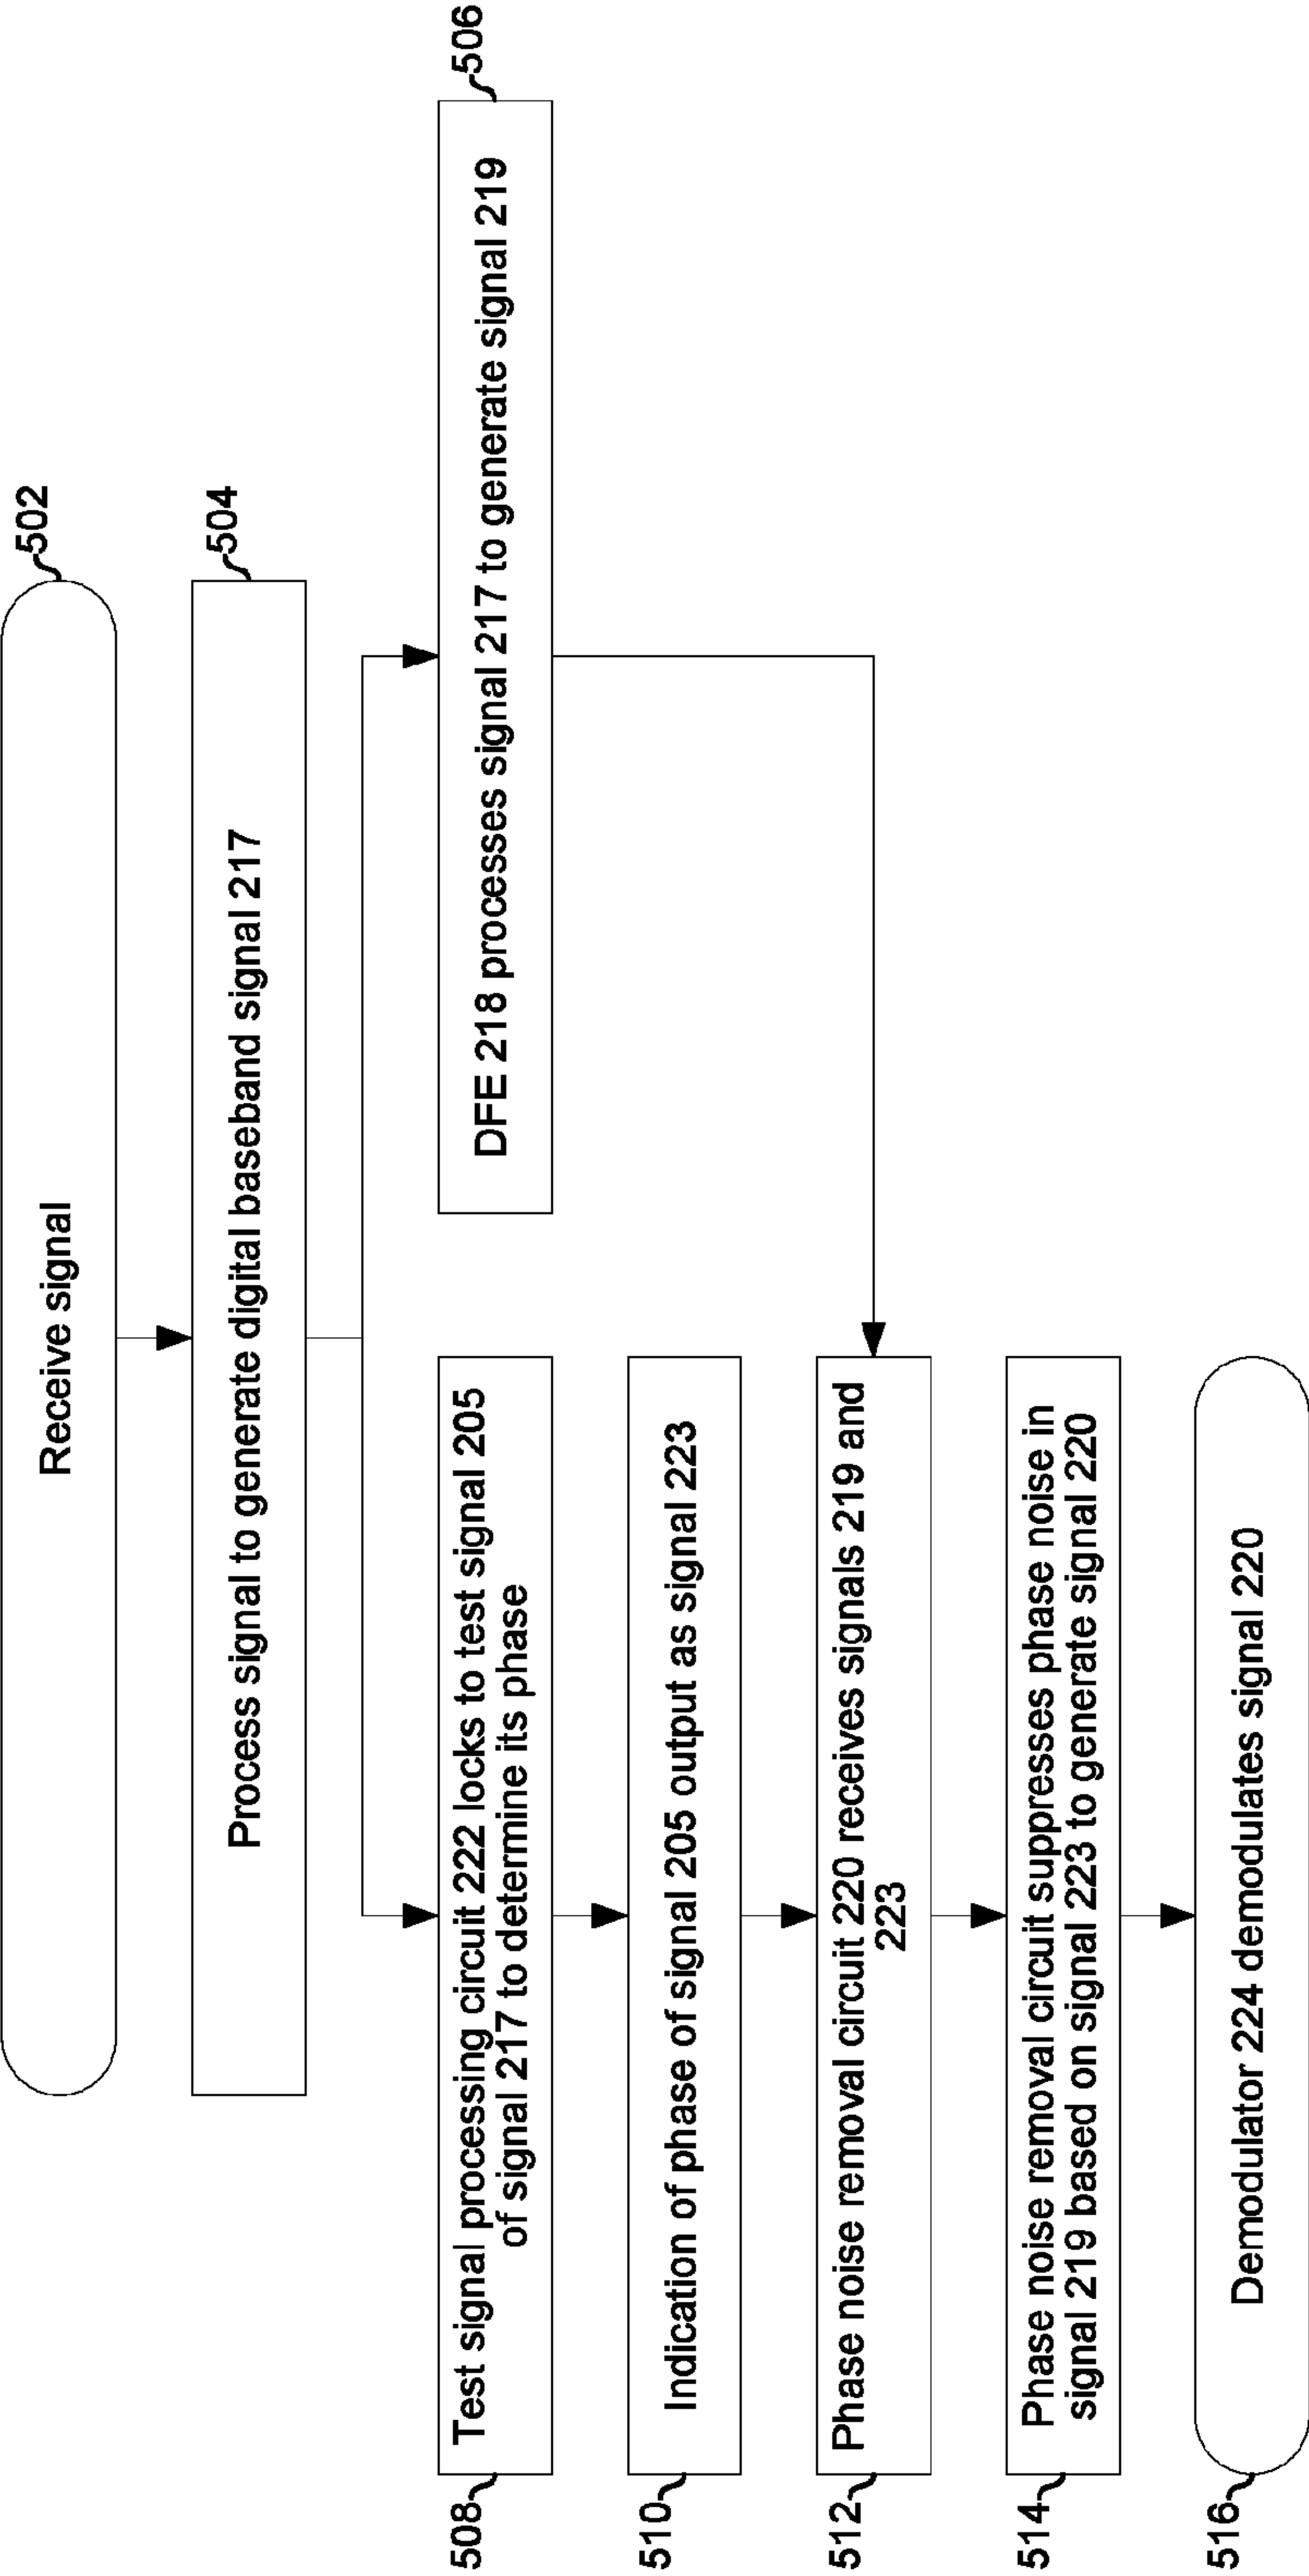 Receive signal
502
Process signal to generate digital baseband signal 217
504
DFE 218 processes signal 217 to generate signal 219
506
508
Test signal processing circuit 222 locks to test signal 205
of signal 217 to determine its phase
510
Indication of phase of signal 205 output as signal 223
512
Phase noise removal circuit 220 receives signals 219 and
223
514
Phase noise removal circuit suppresses phase noise in
signal 219 based on signal 223 to generate signal 220
516
Demodulator 224 demodulates signal 220